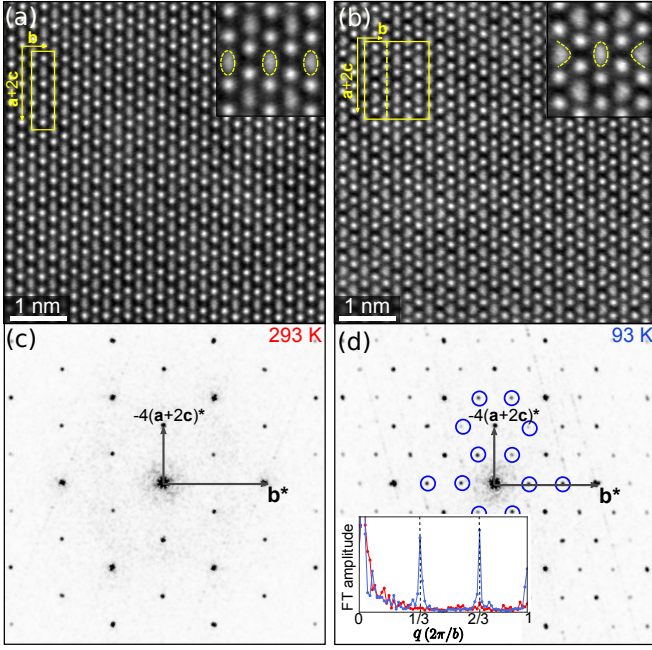 (a)
b
a+2c
1 nm
(b)
b
a+2c
1 nm
(c)
293 K
-4(a+2c)*
b*
(d)
93 K
-4(a+2c)*
b*
FT amplitude
0 1/3 2/3 1
q (2π/b)